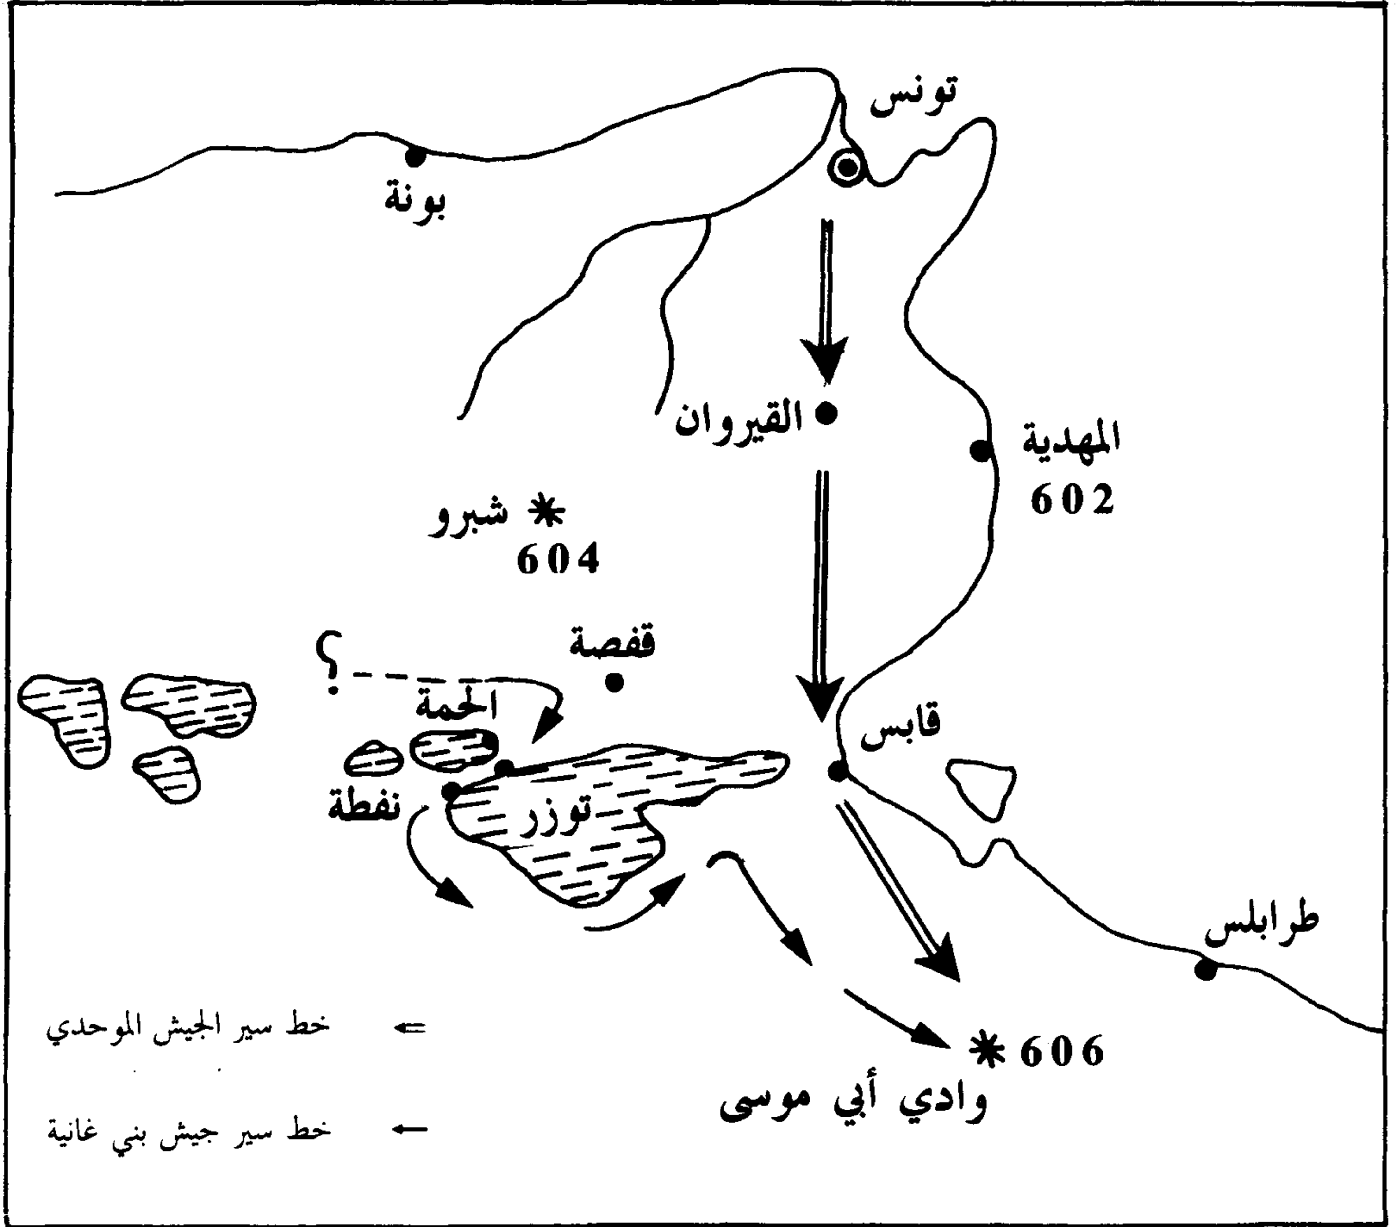 تونس
بونة
القيروان
المهدية
602
شبرو
604
قفصة
؟
الحمة
قابس
نفطة
توزر
طرابلس
606
وادي أبي موسى
خط سير الجيش الموحدي
خط سير جيش بني غانية